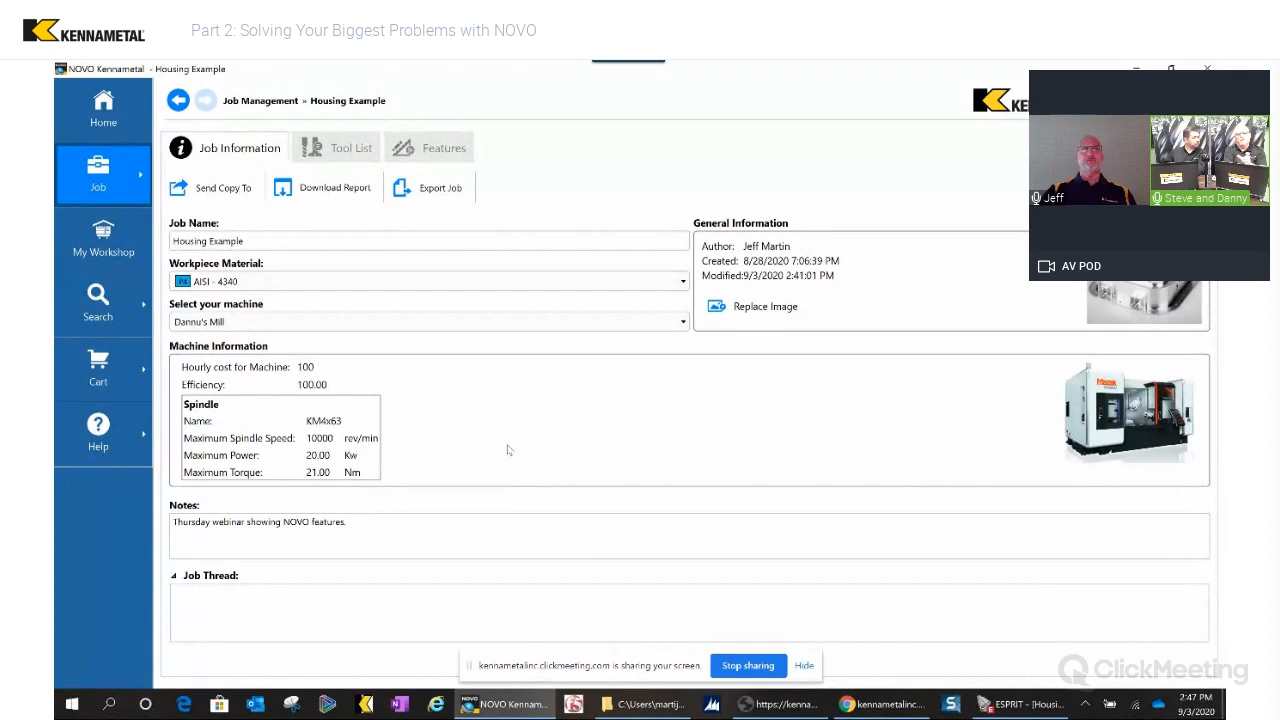 KENNAMETAL
Part 2: Solving Your Biggest Problems with NOVO
NOVO Kennametal - Housing Example
Home
Job
My Workshop
Search
Cart
Help
Job Management » Housing Example
Job Information
Tool List
Features
Send Copy To
Download Report
Export Job
Job Name:
Housing Example
Workpiece Material:
P4 AISI - 4340
Select your machine
Dannu's Mill
General Information
Author: Jeff Martin
Created: 8/28/2020 7:06:39 PM
Modified:9/3/2020 2:41:01 PM
Replace Image
Jeff
Steve and Danny
AV POD
Machine Information
Hourly cost for Machine: 100
Efficiency: 100.00
Spindle
Name: KM4x63
Maximum Spindle Speed: 10000 rev/min
Maximum Power: 20.00 Kw
Maximum Torque: 21.00 Nm
Mazak
Notes:
Thursday webinar showing NOVO features.
Job Thread:
kennametalinc.clickmeeting.com is sharing your screen.
Stop sharing
Hide
ClickMeeting
NOVO Kennam...
C:\Users\martij...
https://kenna...
kennametalinc...
ESPRIT - [Housi...
2:47 PM
9/3/2020